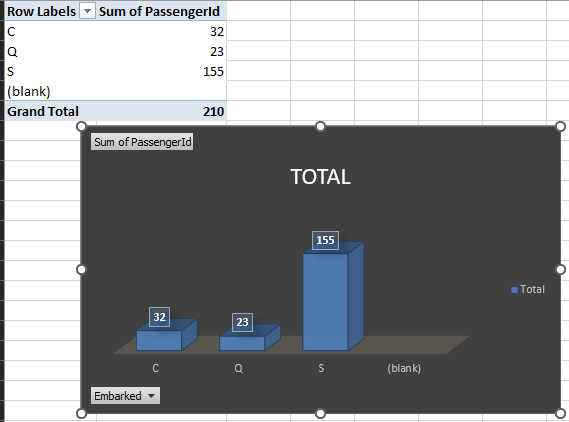 Row Labels Sum of PassengerId
C 32
Q 23
S 155
(blank)
Grand Total 210
Sum of PassengerId
TOTAL
155
32
23
Total
C Q S (blank)
Embarked